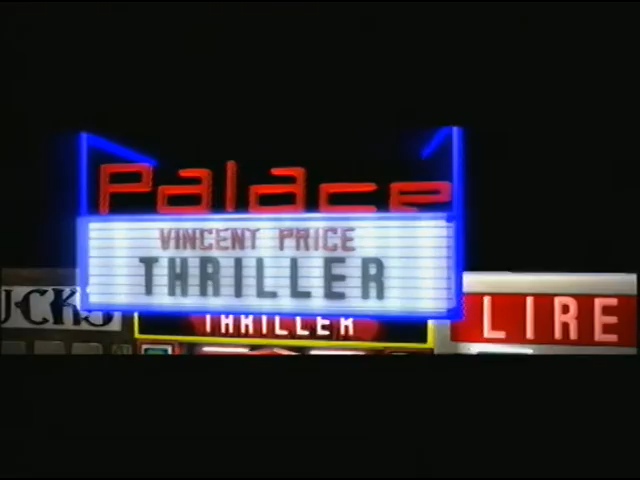 Palace
VINCENT PRICE
THRILLER
UCKS
THRILLER
LIRE